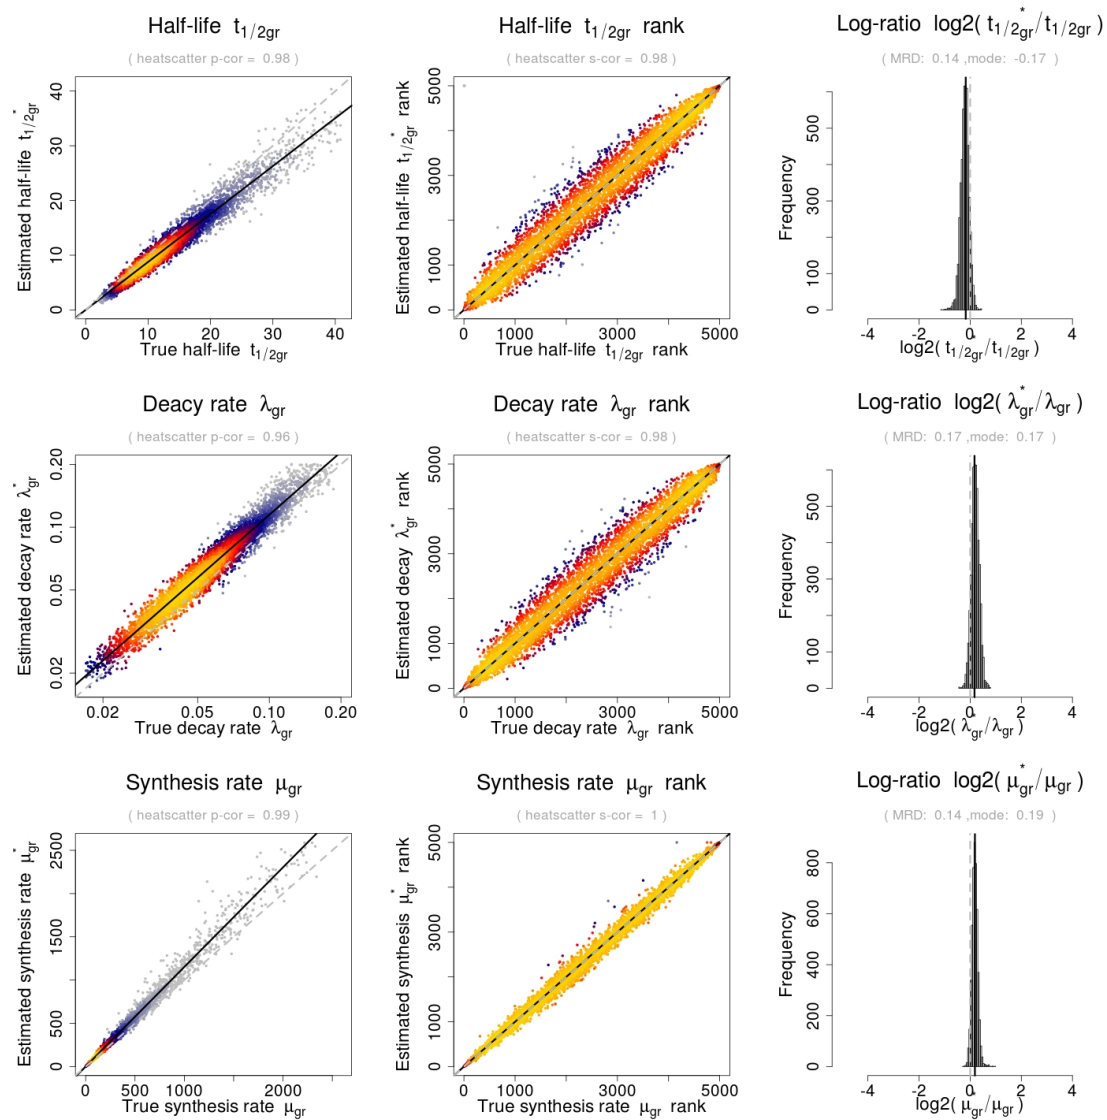 Half-life t1/2gr
( heatscatter p-cor = 0.98 )
Estimated half-life t*1/2gr
40
30
20
10
0
0 10 20 30 40
True half-life t1/2gr
Half-life t1/2gr rank
( heatscatter s-cor = 0.98 )
Estimated half-life t*1/2gr rank
5000
3000
1000
0
0 1000 3000 5000
True half-life t1/2gr rank
Log-ratio log2( t*1/2gr/t1/2gr )
( MRD: 0.14 ,mode: -0.17 )
Frequency
500
300
100
0
-4 -2 0 2 4
log2( t1/2gr/t1/2gr )
Deacy rate λgr
( heatscatter p-cor = 0.96 )
Estimated decay rate λ*gr
0.20
0.10
0.05
0.02
0.02 0.05 0.10 0.20
True decay rate λgr
Decay rate λgr rank
( heatscatter s-cor = 0.98 )
Estimated decay λ*gr rank
5000
3000
1000
0
0 1000 3000 5000
True decay rate λgr rank
Log-ratio log2( λ*gr/λgr )
( MRD: 0.17 ,mode: 0.17 )
Frequency
500
300
100
0
-4 -2 0 2 4
log2( λgr/λgr )
Synthesis rate μgr
( heatscatter p-cor = 0.99 )
Estimated synthesis rate μ*gr
2500
1500
500
0
0 500 1000 2000
True synthesis rate μgr
Synthesis rate μgr rank
( heatscatter s-cor = 1 )
Estimated synthesis μ*gr rank
5000
3000
1000
0
0 1000 3000 5000
True synthesis rate μgr rank
Log-ratio log2( μ*gr/μgr )
( MRD: 0.14 ,mode: 0.19 )
Frequency
800
600
400
200
0
-4 -2 0 2 4
log2( μgr/μgr )